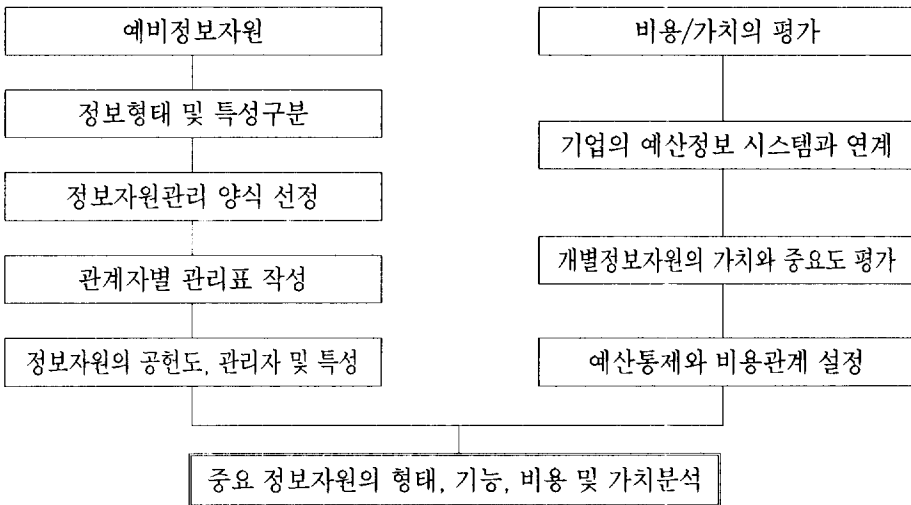 예비정보자원
정보형태 및 특성구분
정보자원관리 양식 선정
관계자별 관리표 작성
정보자원의 공헌도, 관리자 및 특성
비용/가치의 평가
기업의 예산정보 시스템과 연계
개별정보자원의 가치와 중요도 평가
예산통제와 비용관계 설정
중요 정보자원의 형태, 기능, 비용 및 가치분석